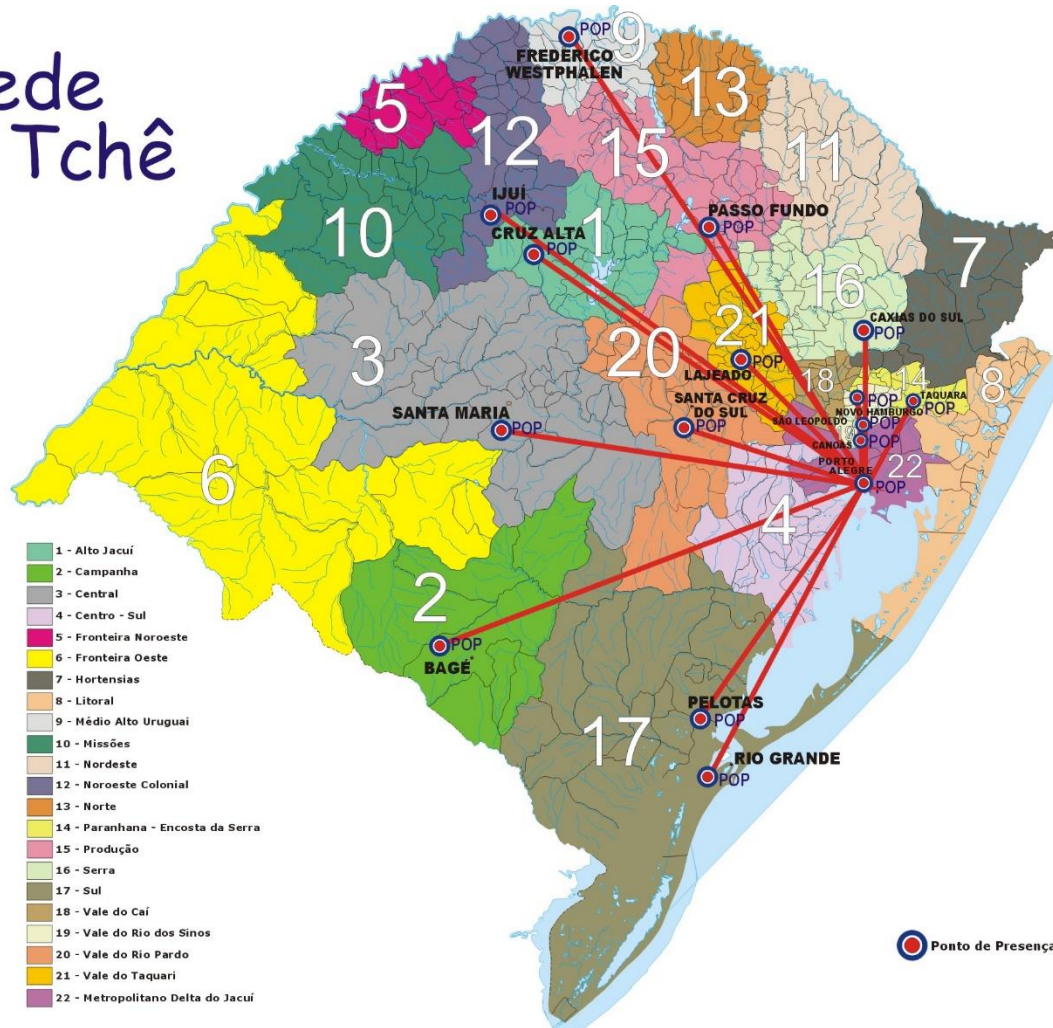 ede
Tchê
POP
9
FREDERICO
WESTPHALEN
13
5
12
15
11
IJUÍ
POP
CRUZ ALTA
POP
1
PASSO FUNDO
POP
10
7
16
CAXIAS DO SUL
POP
3
20
21
POP
LAJEADO
18
14
8
TAQUARA
POP
POP
NOVO HAMBURGO
SÃO LEOPOLDO
POP
SANTA CRUZ
DO SUL
POP
SANTA MARIA
POP
19
CANOAS
POP
PORTO
ALEGRE
22
POP
6
4
2
POP
BAGÉ
PELOTAS
POP
17
RIO GRANDE
POP
1 - Alto Jacuí
2 - Campanha
3 - Central
4 - Centro - Sul
5 - Fronteira Noroeste
6 - Fronteira Oeste
7 - Hortensias
8 - Litoral
9 - Médio Alto Uruguai
10 - Missões
11 - Nordeste
12 - Noroeste Colonial
13 - Norte
14 - Paranhana - Encosta da Serra
15 - Produção
16 - Serra
17 - Sul
18 - Vale do Caí
19 - Vale do Rio dos Sinos
20 - Vale do Rio Pardo
21 - Vale do Taquari
22 - Metropolitano Delta do Jacuí
Ponto de Presença